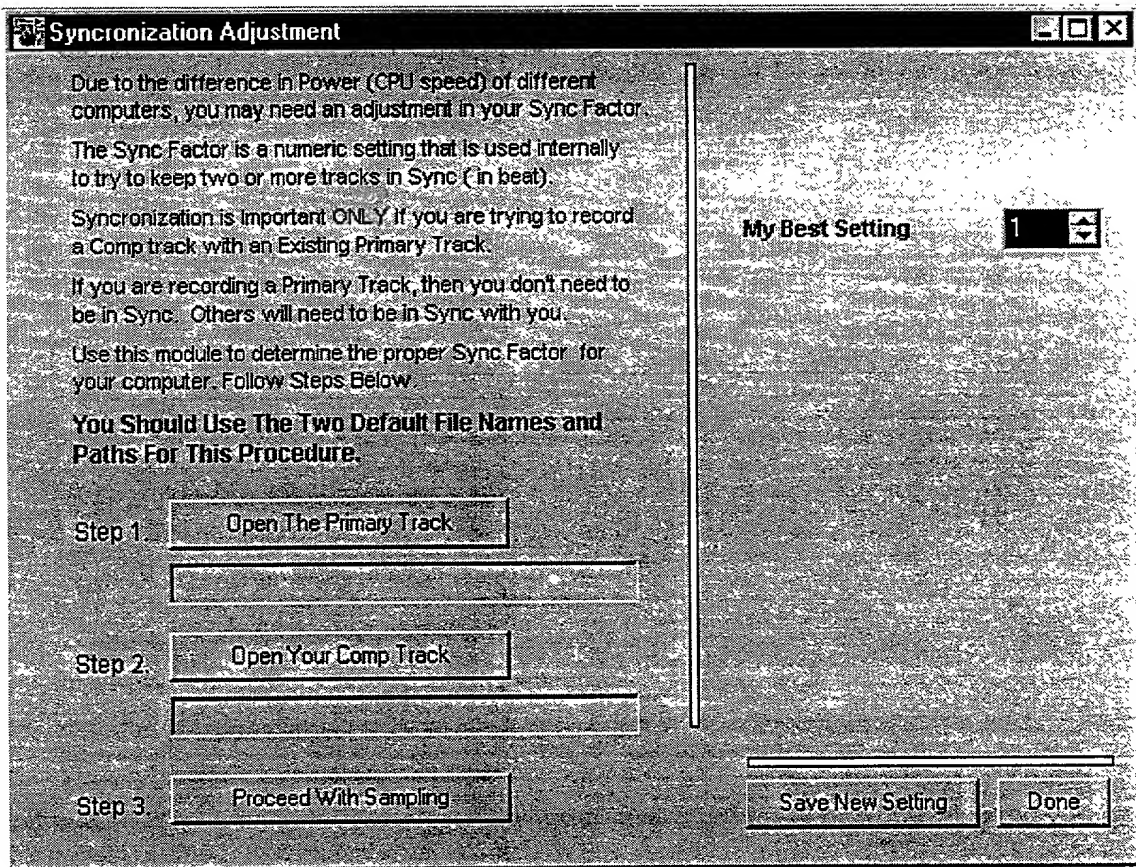 Syncronization Adjustment
Due to the difference in Power (CPU speed) of different
computers, you may need an adjustment in your Sync Factor.
The Sync Factor is a numeric setting that is used internally
to try to keep two or more tracks in Sync ( in beat).
Syncronization is Important ONLY if you are trying to record
a Comp track with an Existing Primary Track.
If you are recording a Primary Track, then you don't need to
be in Sync. Others will need to be in Sync with you.
Use this module to determine the proper Sync Factor for
your computer. Follow Steps Below.
You Should Use The Two Default File Names and
Paths For This Procedure.
Step 1. Open The Primary Track
Step 2. Open Your Comp Track
Step 3. Proceed With Sampling
My Best Setting 1
Save New Setting Done